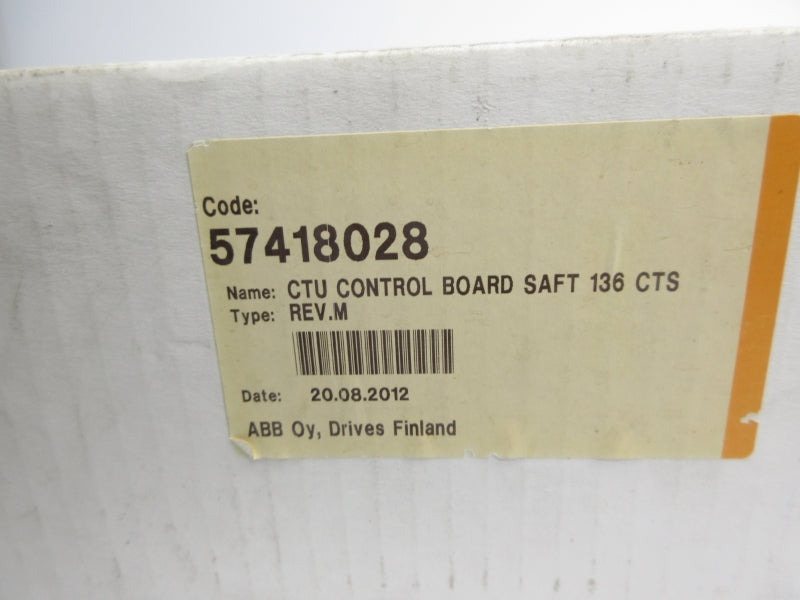 Code:
57418028
Name: CTU CONTROL BOARD SAFT 136 CTS
Type: REV.M
Date: 20.08.2012
ABB Oy, Drives Finland